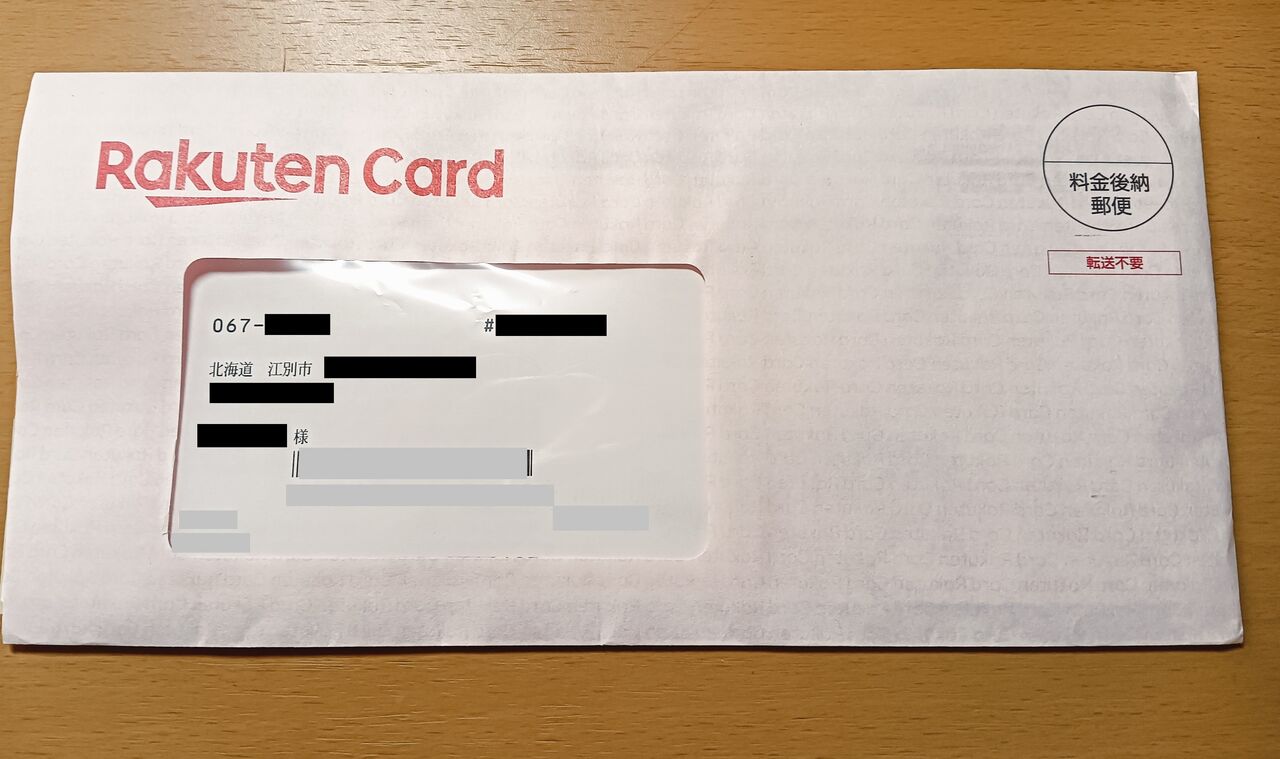 Rakuten Card
料金後納
郵便
転送不要
067-
#
北海道 江別市
様